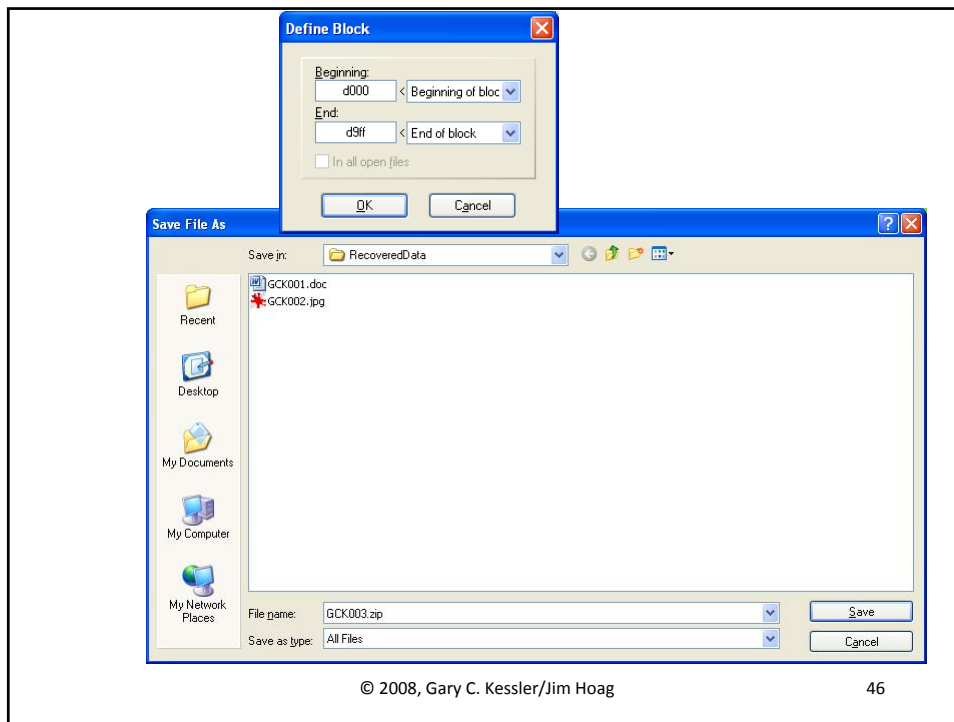 Define Block
Beginning:
d000 < Beginning of bloc
End:
d9ff < End of block
In all open files
OK Cancel
Save File As
Save in: RecoveredData
GCK001.doc
GCK002.jpg
Recent
Desktop
My Documents
My Computer
My Network
Places
File name: GCK003.zip Save
Save as type: All Files Cancel
© 2008, Gary C. Kessler/Jim Hoag 46